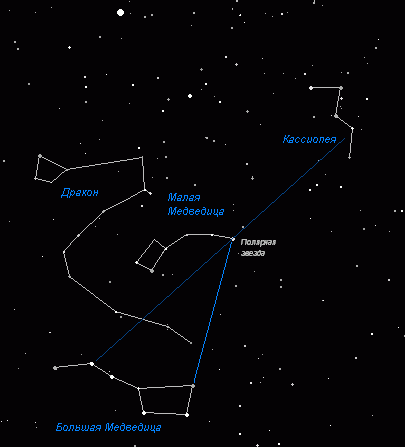 Кассиопея
Дракон
Малая
Медведица
Полярная
звезда
Большая Медведица